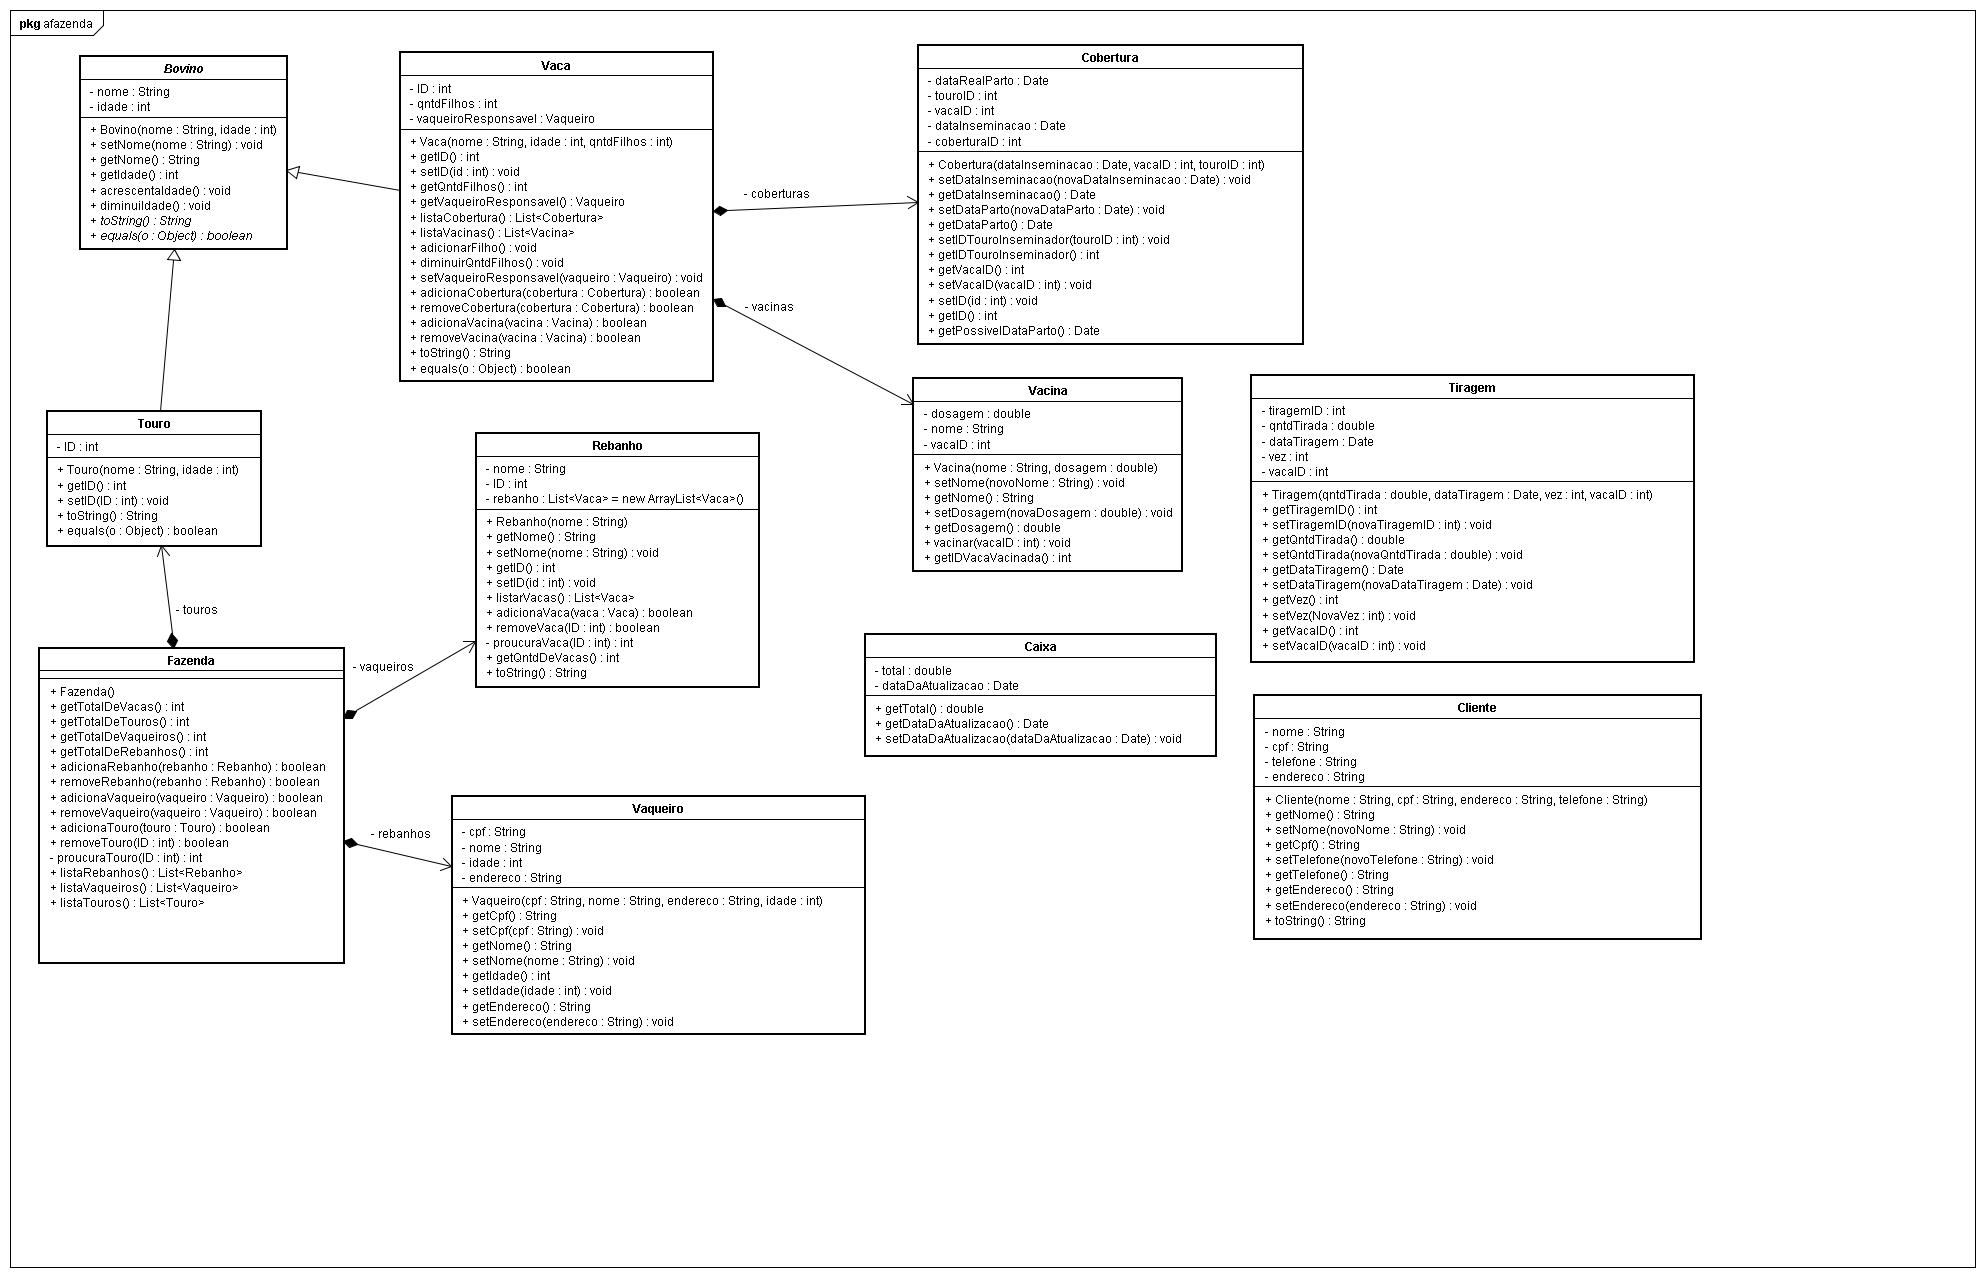 pkg afazenda
Bovino
- nome : String
- idade : int
+ Bovino(nome : String, idade : int)
+ setNome(nome : String) : void
+ getNome() : String
+ getIdade() : int
+ acrescentaIdade() : void
+ diminuiIdade() : void
+ toString() : String
+ equals(o : Object) : boolean
Vaca
- ID : int
- qntdFilhos : int
- vaqueiroResponsavel : Vaqueiro
+ Vaca(nome : String, idade : int, qntdFilhos : int)
+ getID() : int
+ setID(id : int) : void
+ getQntdFilhos() : int
+ getVaqueiroResponsavel() : Vaqueiro
+ listaCobertura() : List<Cobertura>
+ listaVacinas() : List<Vacina>
+ adicionarFilho() : void
+ diminuirQntdFilhos() : void
+ setVaqueiroResponsavel(vaqueiro : Vaqueiro) : void
+ adicionaCobertura(cobertura : Cobertura) : boolean
+ removeCobertura(cobertura : Cobertura) : boolean
+ adicionaVacina(vacina : Vacina) : boolean
+ removeVacina(vacina : Vacina) : boolean
+ toString() : String
+ equals(o : Object) : boolean
- coberturas
- vacinas
Cobertura
- dataRealParto : Date
- touroID : int
- vacaID : int
- dataInseminacao : Date
- coberturaID : int
+ Cobertura(dataInseminacao : Date, vacaID : int, touroID : int)
+ setDataInseminacao(novaDataInseminacao : Date) : void
+ getDataInseminacao() : Date
+ setDataParto(novaDataParto : Date) : void
+ getDataParto() : Date
+ setIDTouroInseminador(touroID : int) : void
+ getIDTouroInseminador() : int
+ getVacaID() : int
+ setVacaID(vacaID : int) : void
+ setID(id : int) : void
+ getID() : int
+ getPossivelDataParto() : Date
Vacina
- dosagem : double
- nome : String
- vacaID : int
+ Vacina(nome : String, dosagem : double)
+ setNome(novoNome : String) : void
+ getNome() : String
+ setDosagem(novaDosagem : double) : void
+ getDosagem() : double
+ vacinar(vacaID : int) : void
+ getIDVacaVacinada() : int
Tiragem
- tiragemID : int
- qntdTirada : double
- dataTiragem : Date
- vez : int
- vacaID : int
+ Tiragem(qntdTirada : double, dataTiragem : Date, vez : int, vacaID : int)
+ getTiragemID() : int
+ setTiragemID(novaTiragemID : int) : void
+ getQntdTirada() : double
+ setQntdTirada(novaQntdTirada : double) : void
+ getDataTiragem() : Date
+ setDataTiragem(novaDataTiragem : Date) : void
+ getVez() : int
+ setVez(NovaVez : int) : void
+ getVacaID() : int
+ setVacaID(vacaID : int) : void
Touro
- ID : int
+ Touro(nome : String, idade : int)
+ getID() : int
+ setID(ID : int) : void
+ toString() : String
+ equals(o : Object) : boolean
- touros
Rebanho
- nome : String
- ID : int
- rebanho : List<Vaca> = new ArrayList<Vaca>()
+ Rebanho(nome : String)
+ getNome() : String
+ setNome(nome : String) : void
+ getID() : int
+ setID(id : int) : void
+ listarVacas() : List<Vaca>
+ adicionaVaca(vaca : Vaca) : boolean
+ removeVaca(ID : int) : boolean
- proucuraVaca(ID : int) : int
+ getQntdDeVacas() : int
+ toString() : String
Fazenda
+ Fazenda()
+ getTotalDeVacas() : int
+ getTotalDeTouros() : int
+ getTotalDeVaqueiros() : int
+ getTotalDeRebanhos() : int
+ adicionaRebanho(rebanho : Rebanho) : boolean
+ removeRebanho(rebanho : Rebanho) : boolean
+ adicionaVaqueiro(vaqueiro : Vaqueiro) : boolean
+ removeVaqueiro(vaqueiro : Vaqueiro) : boolean
+ adicionaTouro(touro : Touro) : boolean
+ removeTouro(ID : int) : boolean
- proucuraTouro(ID : int) : int
+ listaRebanhos() : List<Rebanho>
+ listaVaqueiros() : List<Vaqueiro>
+ listaTouros() : List<Touro>
- vaqueiros
- rebanhos
Caixa
- total : double
- dataDaAtualizacao : Date
+ getTotal() : double
+ getDataDaAtualizacao() : Date
+ setDataDaAtualizacao(dataDaAtualizacao : Date) : void
Vaqueiro
- cpf : String
- nome : String
- idade : int
- endereco : String
+ Vaqueiro(cpf : String, nome : String, endereco : String, idade : int)
+ getCpf() : String
+ setCpf(cpf : String) : void
+ getNome() : String
+ setNome(nome : String) : void
+ getIdade() : int
+ setIdade(idade : int) : void
+ getEndereco() : String
+ setEndereco(endereco : String) : void
Cliente
- nome : String
- cpf : String
- telefone : String
- endereco : String
+ Cliente(nome : String, cpf : String, endereco : String, telefone : String)
+ getNome() : String
+ setNome(novoNome : String) : void
+ getCpf() : String
+ setTelefone(novoTelefone : String) : void
+ getTelefone() : String
+ getEndereco() : String
+ setEndereco(endereco : String) : void
+ toString() : String